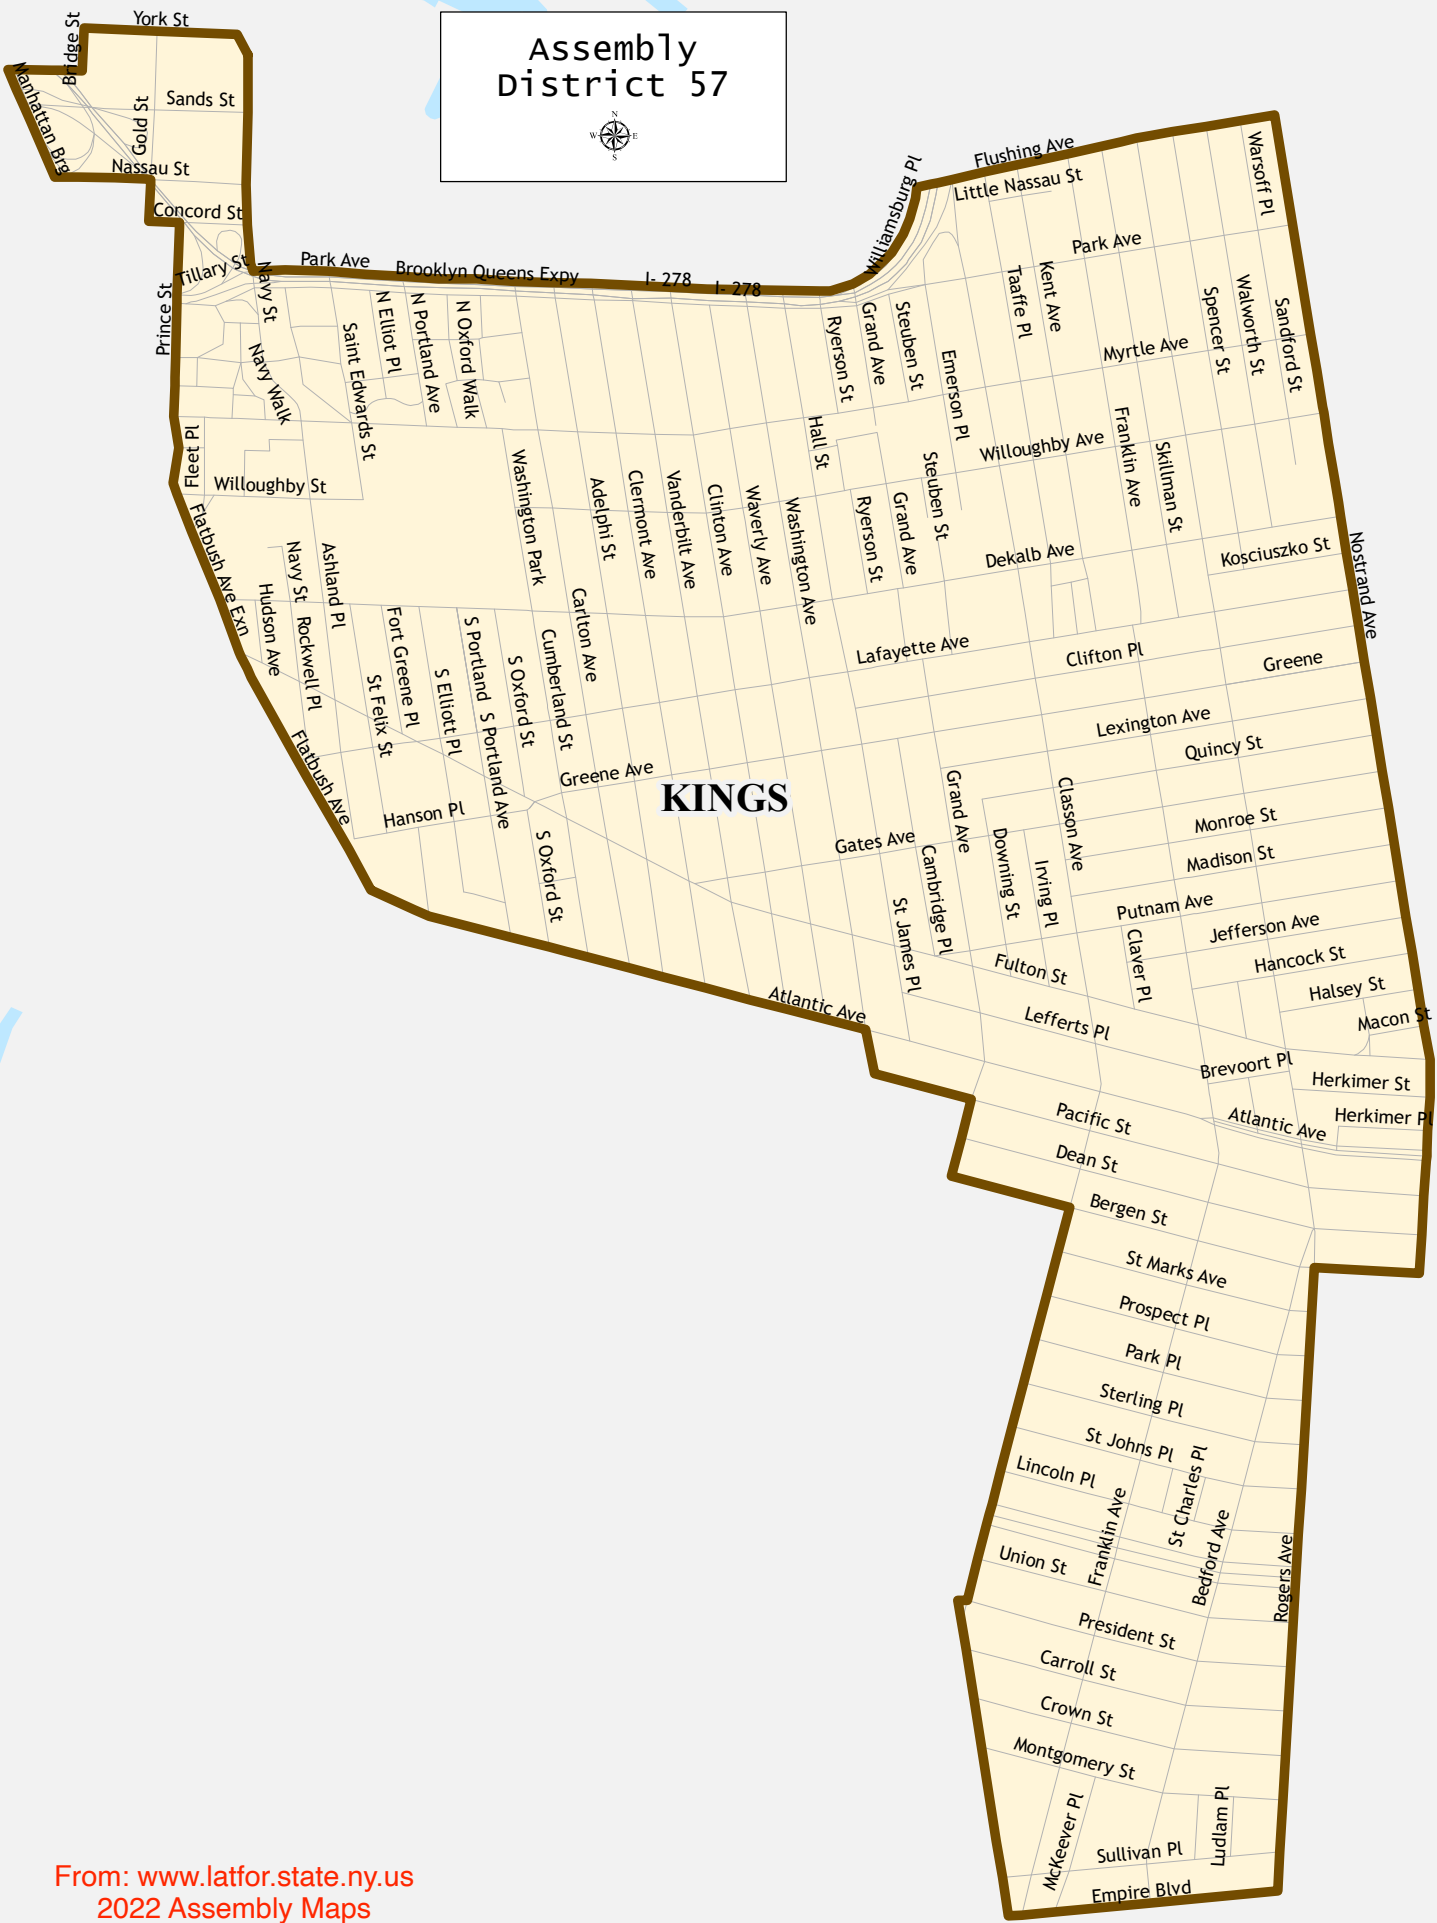 Assembly
District 57
N
W
E
S
York St
Bridge St
Manhattan Brg
Sands St
Gold St
Nassau St
Concord St
Tillary St
Navy St
Park Ave
Brooklyn Queens Expy
I- 278
I- 278
Williamsburg Pl
Flushing Ave
Little Nassau St
Warsoff Pl
Park Ave
Prince St
Navy Walk
Saint Edwards St
N Elliot Pl
N Portland Ave
N Oxford Walk
Ryerson St
Grand Ave
Steuben St
Emerson Pl
Taaffe Pl
Kent Ave
Myrtle Ave
Spencer St
Walworth St
Sandford St
Fleet Pl
Willoughby St
Hall St
Willoughby Ave
Franklin Ave
Skillman St
Flatbush Ave Exn
Navy St
Ashland Pl
Hudson Ave
Rockwell Pl
Washington Park
Adelphi St
Clermont Ave
Vanderbilt Ave
Clinton Ave
Waverly Ave
Washington Ave
Ryerson St
Grand Ave
Steuben St
Dekalb Ave
Kosciuszko St
Nostrand Ave
St Felix St
Fort Greene Pl
S Elliott Pl
S Portland
S Portland Ave
S Oxford St
Cumberland St
Carlton Ave
Lafayette Ave
Clifton Pl
Greene
Flatbush Ave
Hanson Pl
Greene Ave
KINGS
Lexington Ave
Quincy St
Grand Ave
Classon Ave
Monroe St
Gates Ave
Cambridge Pl
Downing St
Irving Pl
Madison St
S Oxford St
St James Pl
Putnam Ave
Claver Pl
Jefferson Ave
Fulton St
Hancock St
Halsey St
Atlantic Ave
Lefferts Pl
Macon St
Brevoort Pl
Herkimer St
Pacific St
Atlantic Ave
Herkimer Pl
Dean St
Bergen St
St Marks Ave
Prospect Pl
Park Pl
Sterling Pl
St Johns Pl
Lincoln Pl
St Charles Pl
Franklin Ave
Bedford Ave
Rogers Ave
Union St
President St
Carroll St
Crown St
Montgomery St
McKeever Pl
Ludlam Pl
Sullivan Pl
Empire Blvd
From: www.latfor.state.ny.us
2022 Assembly Maps